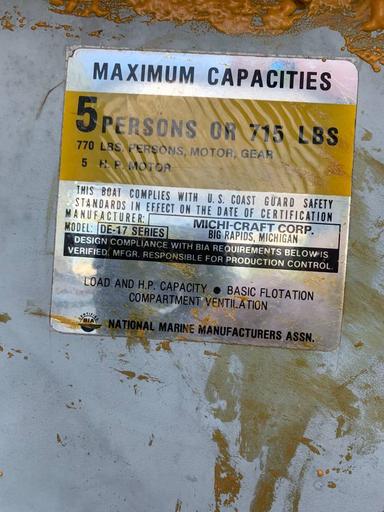 MAXIMUM CAPACITIES
5 PERSONS OR 715 LBS
770 LBS. PERSONS, MOTOR, GEAR
5 H.P. MOTOR
THIS BOAT COMPLIES WITH U.S. COAST GUARD SAFETY
STANDARDS IN EFFECT ON THE DATE OF CERTIFICATION
MANUFACTURER: MICHI-CRAFT CORP.
BIG RAPIDS, MICHIGAN
MODEL: DE-17 SERIES
DESIGN COMPLIANCE WITH BIA REQUIREMENTS BELOW IS
VERIFIED. MFGR. RESPONSIBLE FOR PRODUCTION CONTROL.
LOAD AND H.P. CAPACITY • BASIC FLOTATION
COMPARTMENT VENTILATION
CERTIFIED BIA NATIONAL MARINE MANUFACTURERS ASSN.